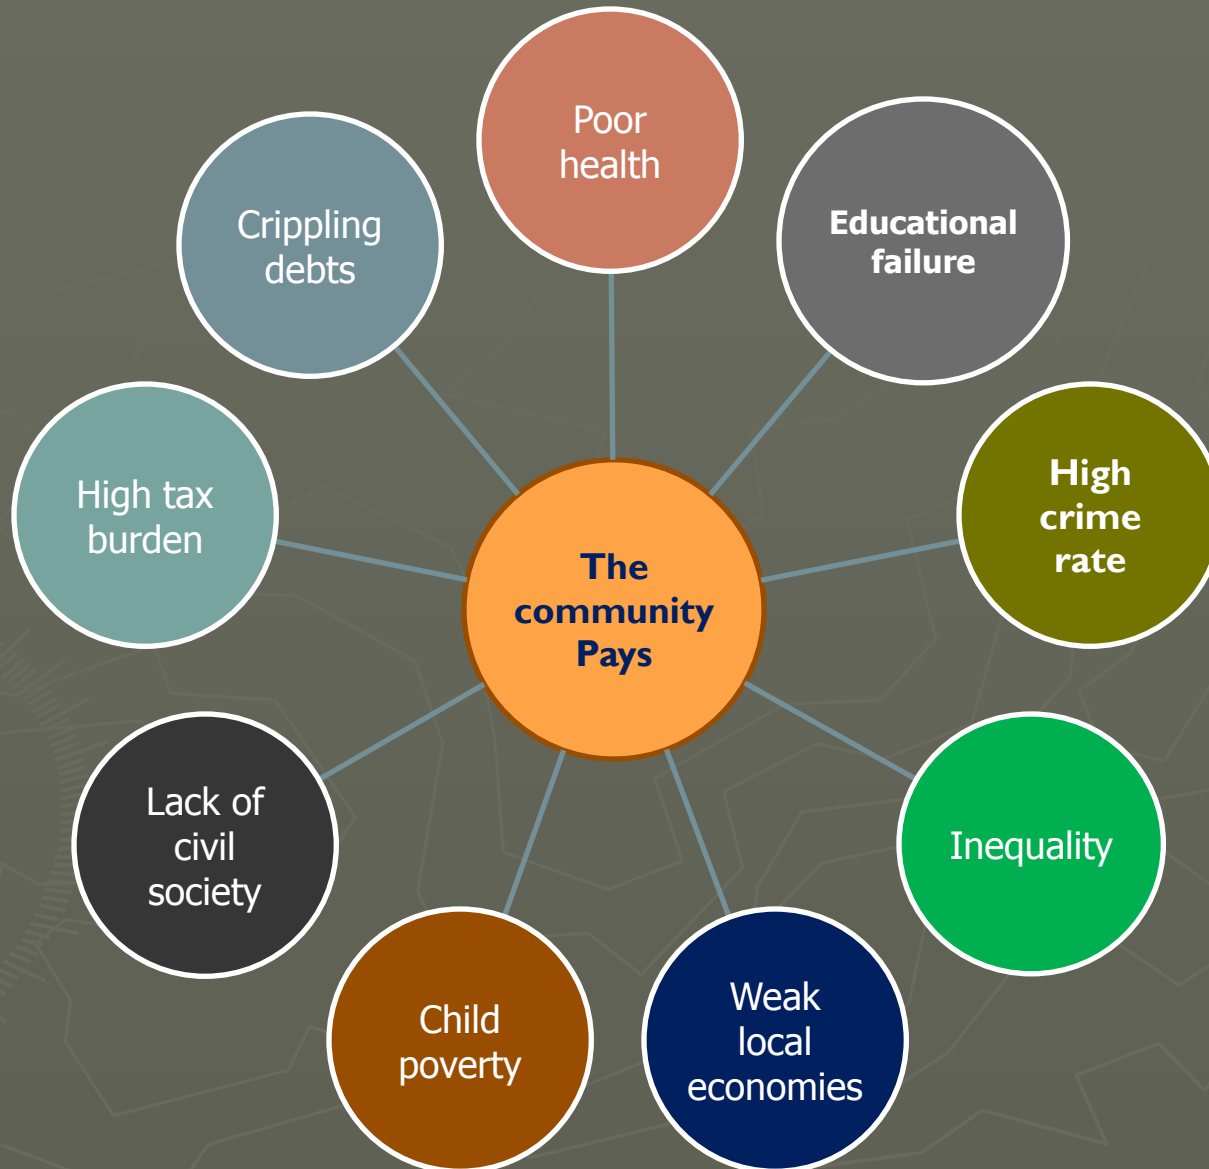 Poor
health
Educational
failure
High
crime
rate
Inequality
Weak
local
economies
Child
poverty
Lack of
civil
society
High tax
burden
Crippling
debts
The
community
Pays